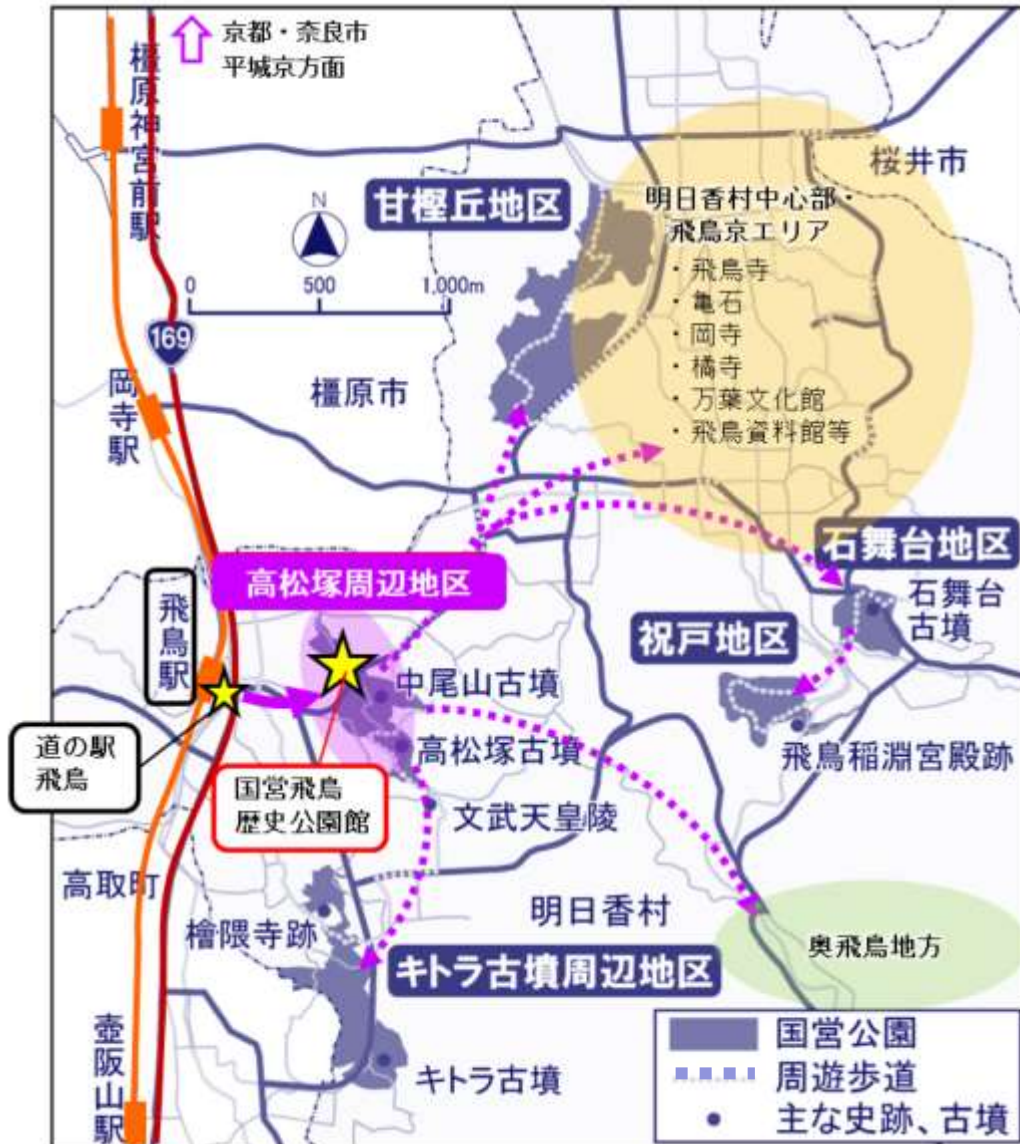 京都・奈良市
平城京方面
橿原神宮前駅
桜井市
甘樫丘地区
明日香村中心部・
飛鳥京エリア
・飛鳥寺
・亀石
・岡寺
・橘寺
・万葉文化館
・飛鳥資料館等
N
0 500 1,000m
169
岡寺駅
橿原市
石舞台地区
高松塚周辺地区
飛鳥駅
石舞台
古墳
祝戸地区
中尾山古墳
道の駅
飛鳥
高松塚古墳
飛鳥稲淵宮殿跡
国営飛鳥
歴史公園館
文武天皇陵
高取町
檜隈寺跡
明日香村
奥飛鳥地方
キトラ古墳周辺地区
壺阪山駅
キトラ古墳
国営公園
周遊歩道
主な史跡、古墳